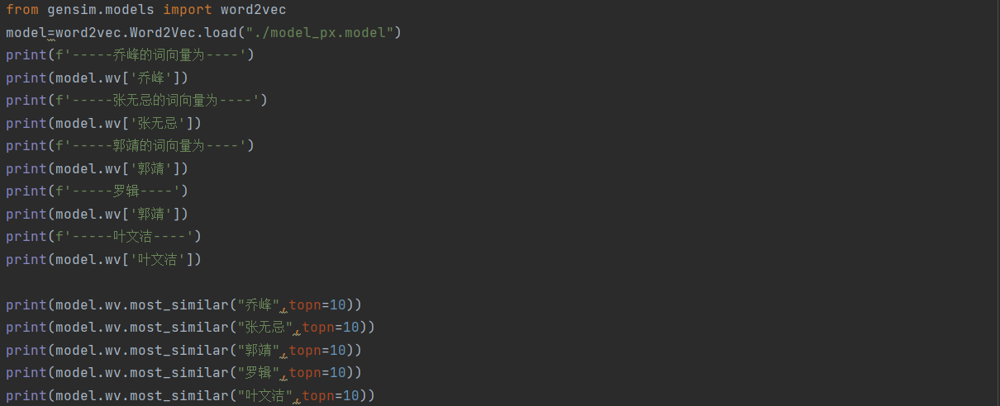 from gensim.models import word2vec
model=word2vec.Word2Vec.load("./model_px.model")
print(f'-----乔峰的词向量为----')
print(model.wv['乔峰'])
print(f'-----张无忌的词向量为----')
print(model.wv['张无忌'])
print(f'-----郭靖的词向量为----')
print(model.wv['郭靖'])
print(f'-----罗辑----')
print(model.wv['郭靖'])
print(f'-----叶文洁----')
print(model.wv['叶文洁'])
print(model.wv.most_similar("乔峰",topn=10))
print(model.wv.most_similar("张无忌",topn=10))
print(model.wv.most_similar("郭靖",topn=10))
print(model.wv.most_similar("罗辑",topn=10))
print(model.wv.most_similar("叶文洁",topn=10))